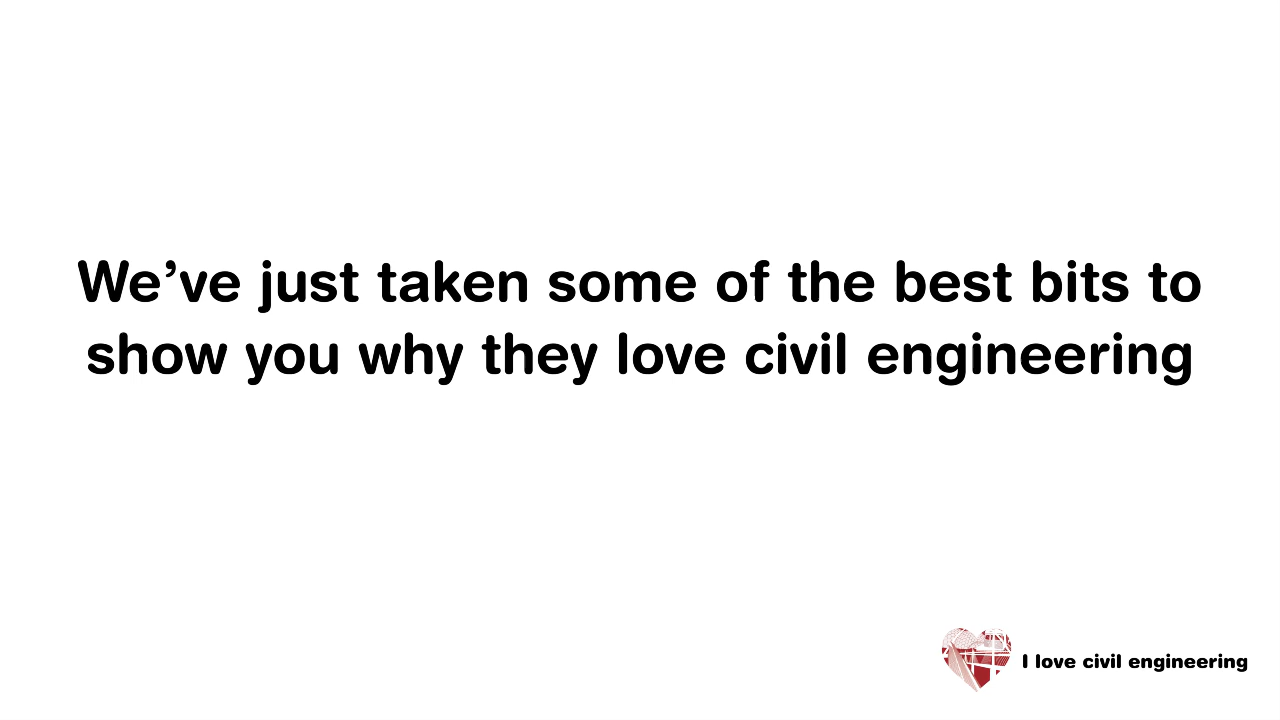 We’ve just taken some of the best bits to
show you why they love civil engineering
I love civil engineering